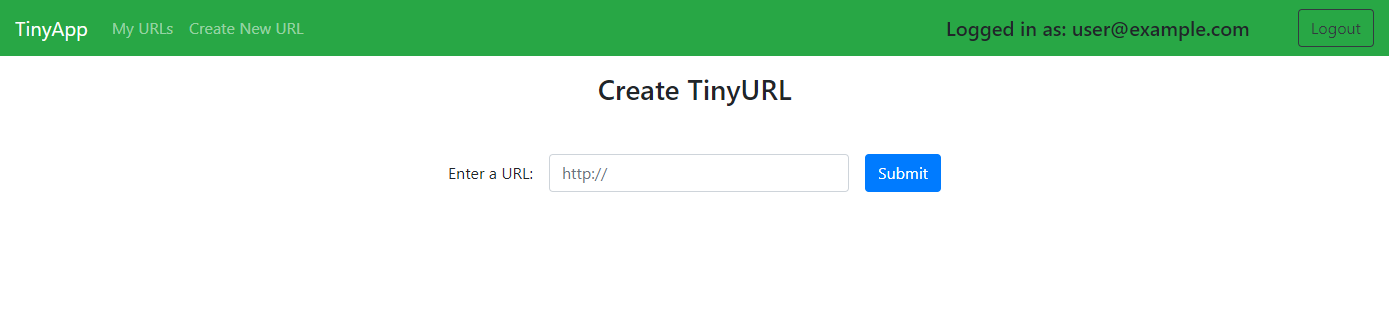 TinyApp My URLs Create New URL Logged in as: user@example.com Logout
Create TinyURL
Enter a URL: http:// Submit